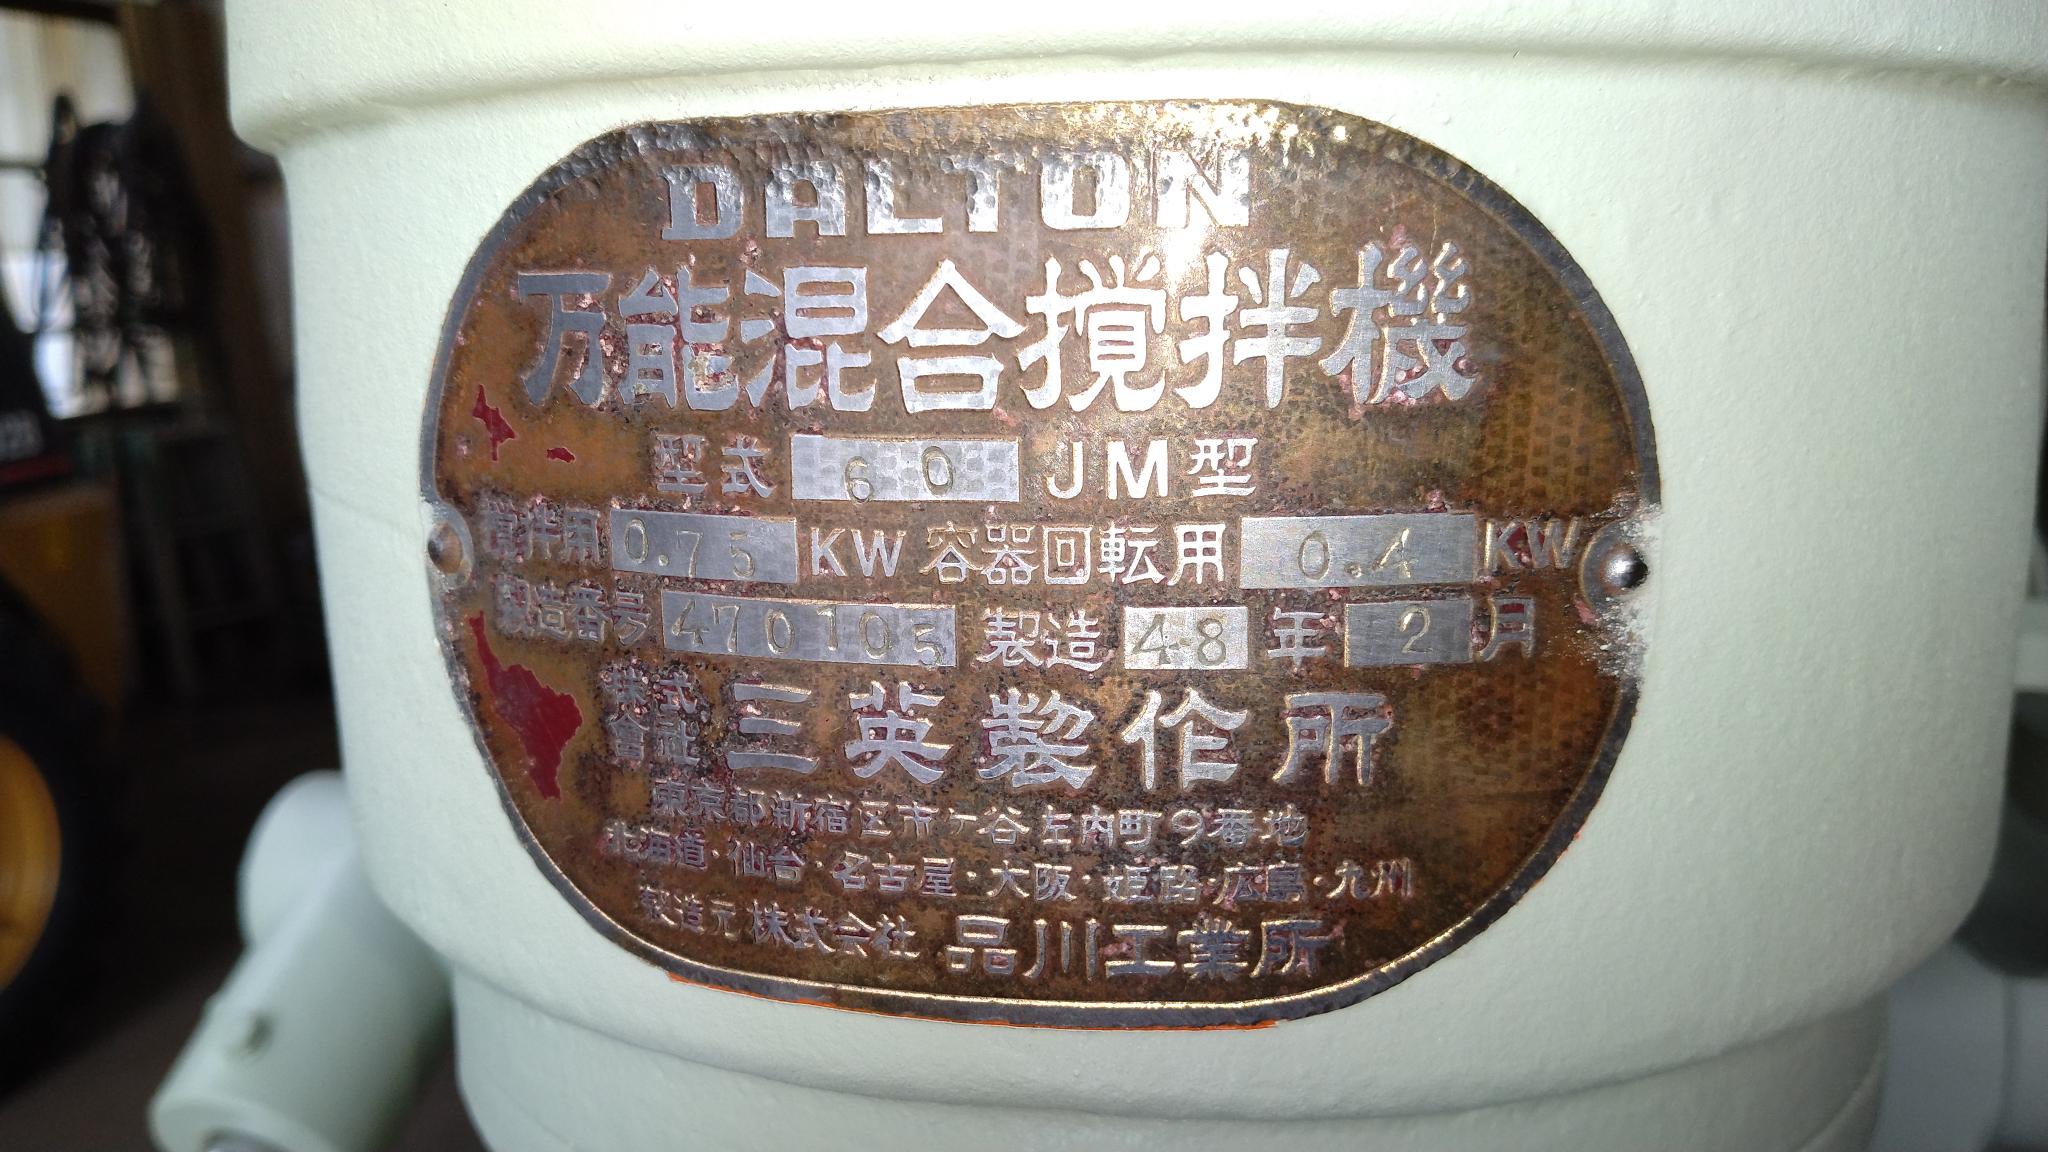 DALTON
万能混合撹拌機
型式 60 JM型
撹拌用 0.75 KW 容器回転用 0.4 KW
製造番号 470105 製造 48年 2月
株式會社 三英製作所
東京都新宿区市ヶ谷左内町9番地
北海道・仙台・名古屋・大阪・姫路・広島・九州
製造元 株式会社 品川工業所